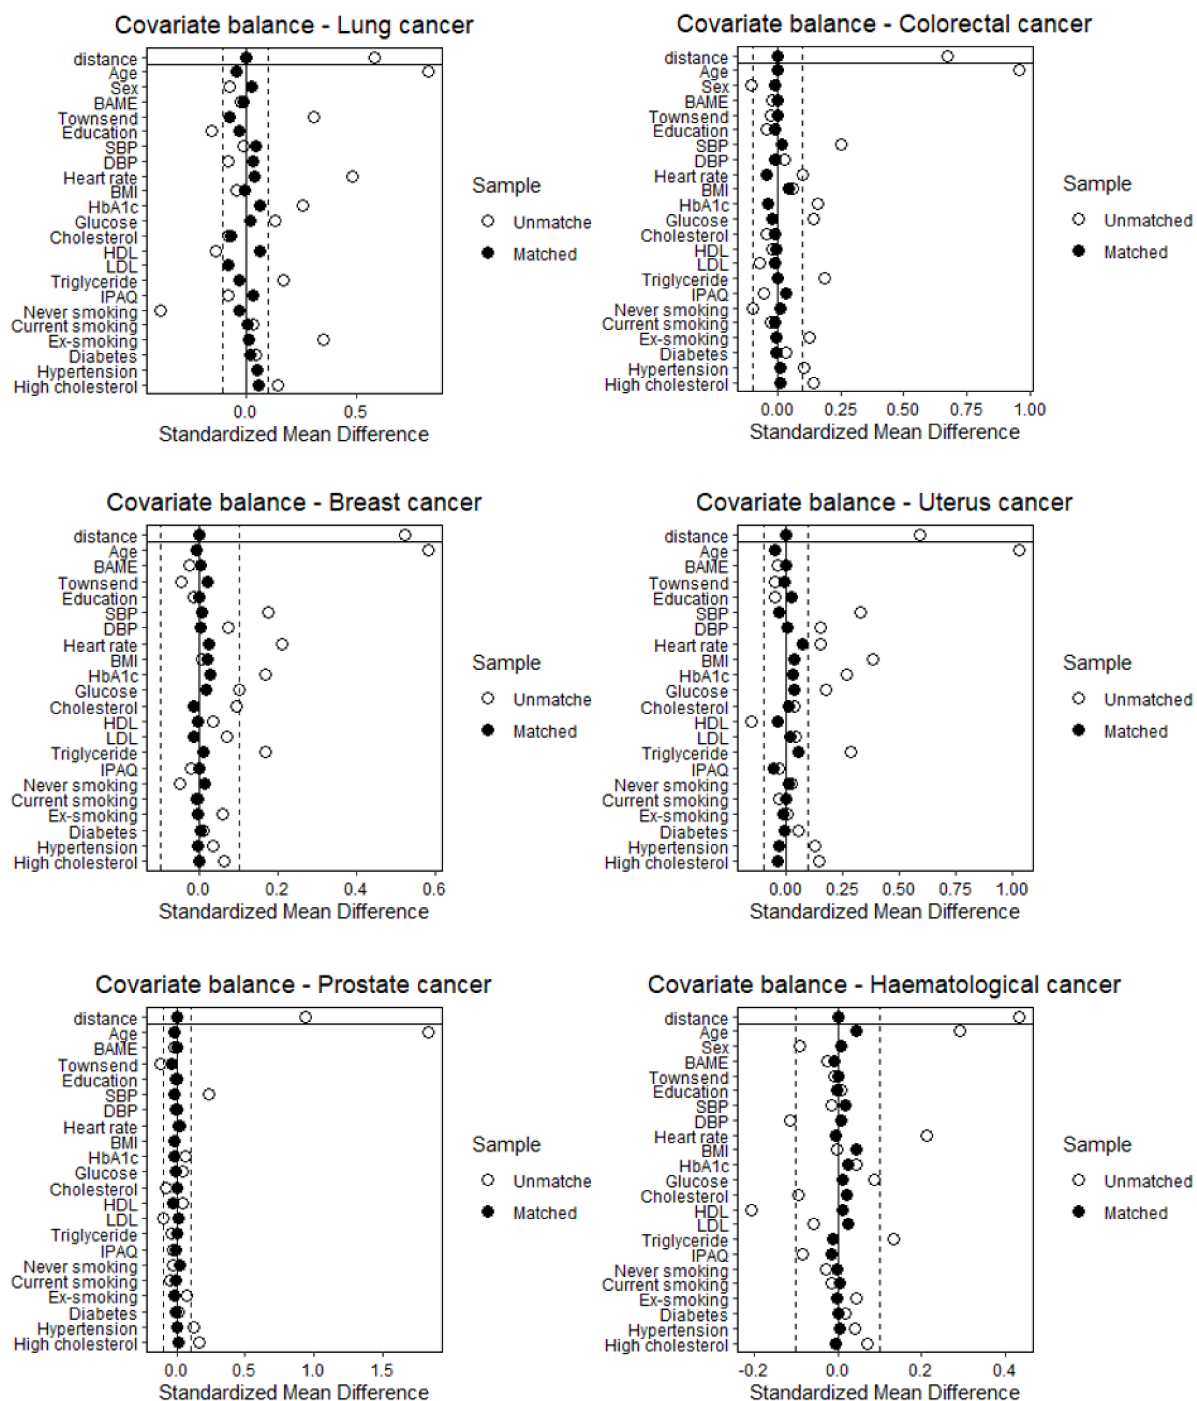 Covariate balance - Lung cancer
distance
Age
Sex
BAME
Townsend
Education
SBP
DBP
Heart rate
BMI
HbA1c
Glucose
Cholesterol
HDL
LDL
Triglyceride
IPAQ
Never smoking
Current smoking
Ex-smoking
Diabetes
Hypertension
High cholesterol
0.0 0.5
Standardized Mean Difference
Sample
Unmatche
Matched
Covariate balance - Colorectal cancer
distance
Age
Sex
BAME
Townsend
Education
SBP
DBP
Heart rate
BMI
HbA1c
Glucose
Cholesterol
HDL
LDL
Triglyceride
IPAQ
Never smoking
Current smoking
Ex-smoking
Diabetes
Hypertension
High cholesterol
0.00 0.25 0.50 0.75 1.00
Standardized Mean Difference
Sample
Unmatched
Matched
Covariate balance - Breast cancer
distance
Age
BAME
Townsend
Education
SBP
DBP
Heart rate
BMI
HbA1c
Glucose
Cholesterol
HDL
LDL
Triglyceride
IPAQ
Never smoking
Current smoking
Ex-smoking
Diabetes
Hypertension
High cholesterol
0.0 0.2 0.4 0.6
Standardized Mean Difference
Sample
Unmatche
Matched
Covariate balance - Uterus cancer
distance
Age
BAME
Townsend
Education
SBP
DBP
Heart rate
BMI
HbA1c
Glucose
Cholesterol
HDL
LDL
Triglyceride
IPAQ
Never smoking
Current smoking
Ex-smoking
Diabetes
Hypertension
High cholesterol
0.00 0.25 0.50 0.75 1.00
Standardized Mean Difference
Sample
Unmatched
Matched
Covariate balance - Prostate cancer
distance
Age
BAME
Townsend
Education
SBP
DBP
Heart rate
BMI
HbA1c
Glucose
Cholesterol
HDL
LDL
Triglyceride
IPAQ
Never smoking
Current smoking
Ex-smoking
Diabetes
Hypertension
High cholesterol
0.0 0.5 1.0 1.5
Standardized Mean Difference
Sample
Unmatche
Matched
Covariate balance - Haematological cancer
distance
Age
Sex
BAME
Townsend
Education
SBP
DBP
Heart rate
BMI
HbA1c
Glucose
Cholesterol
HDL
LDL
Triglyceride
IPAQ
Never smoking
Current smoking
Ex-smoking
Diabetes
Hypertension
High cholesterol
-0.2 0.0 0.2 0.4
Standardized Mean Difference
Sample
Unmatched
Matched